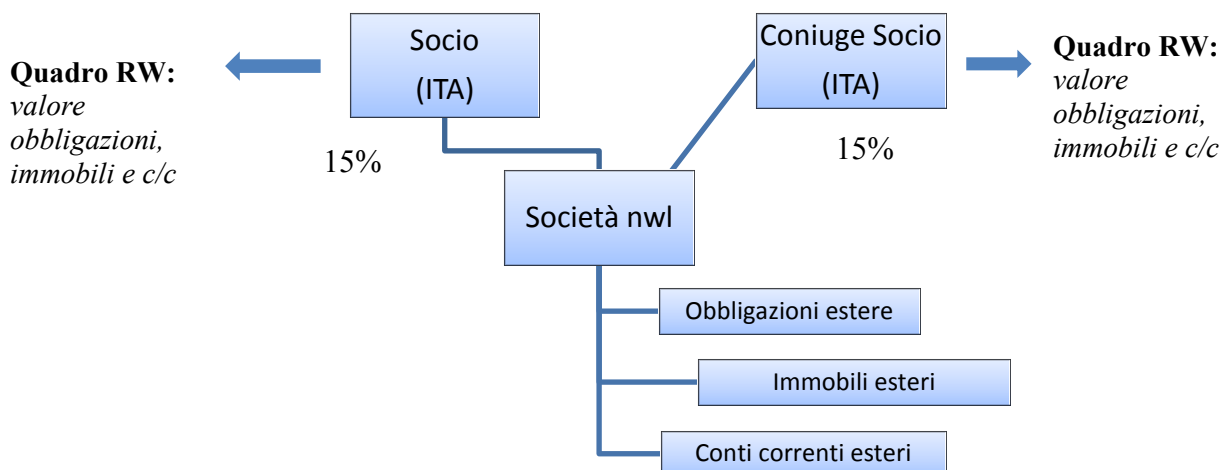 Quadro RW:
valore
obbligazioni,
immobili e c/c
Socio
(ITA)
Coniuge Socio
(ITA)
Quadro RW:
valore
obbligazioni,
immobili e c/c
15%
15%
Società nwl
Obbligazioni estere
Immobili esteri
Conti correnti esteri